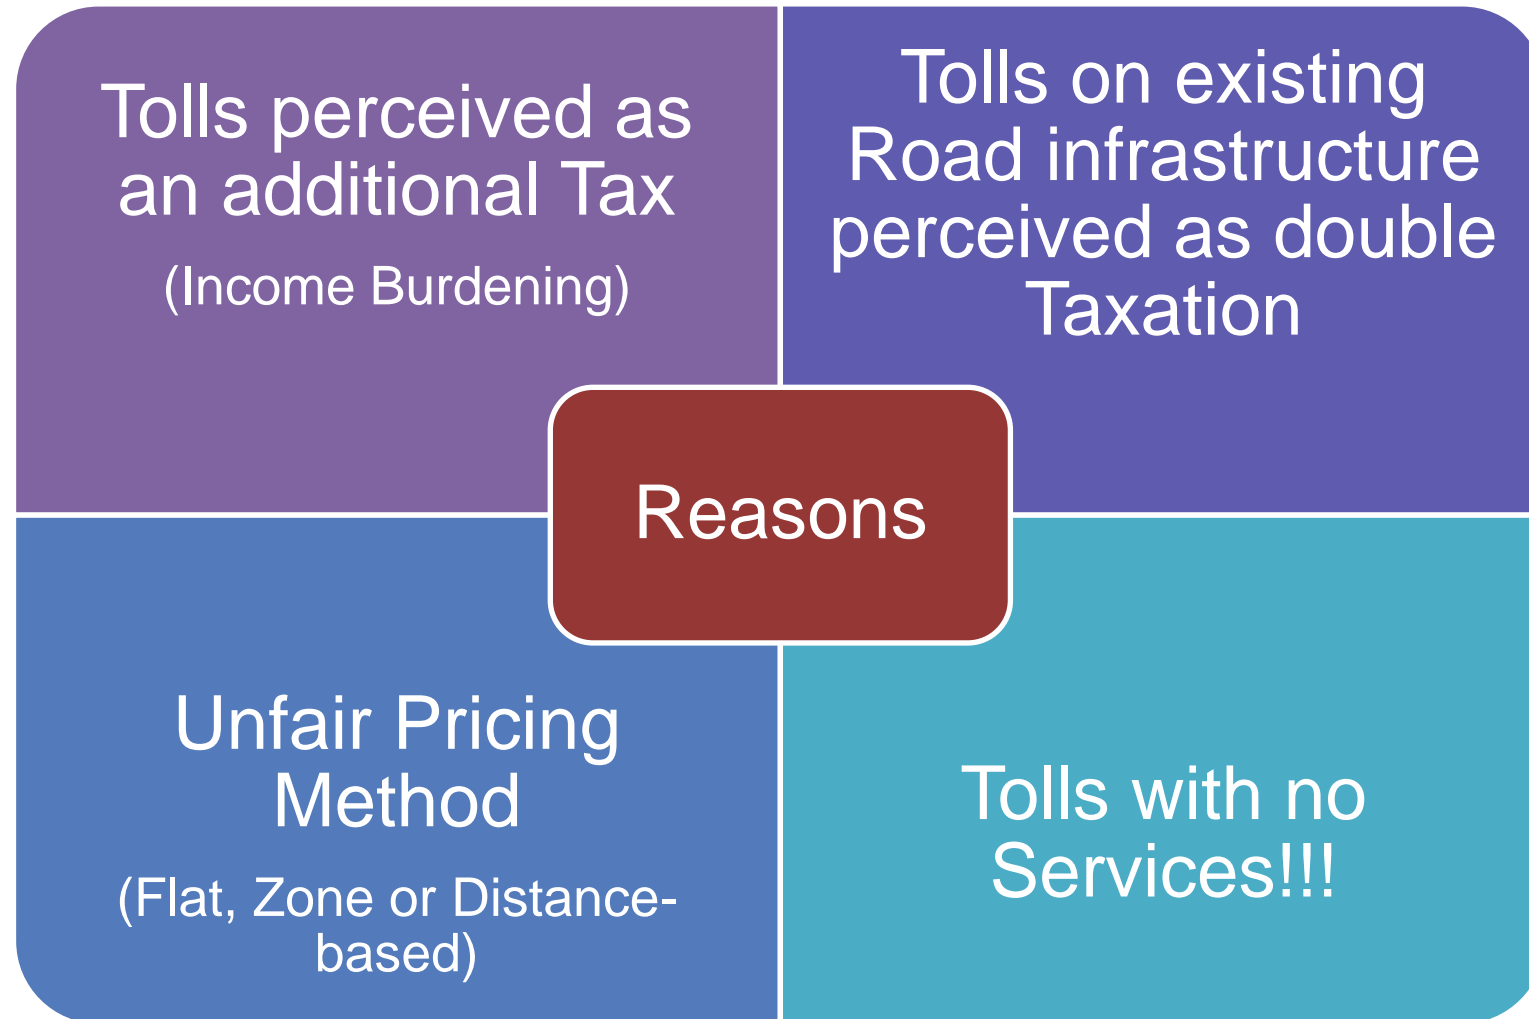 Tolls perceived as
an additional Tax
(Income Burdening)
Tolls on existing
Road infrastructure
perceived as double
Taxation
Reasons
Unfair Pricing
Method
(Flat, Zone or Distance-
based)
Tolls with no
Services!!!